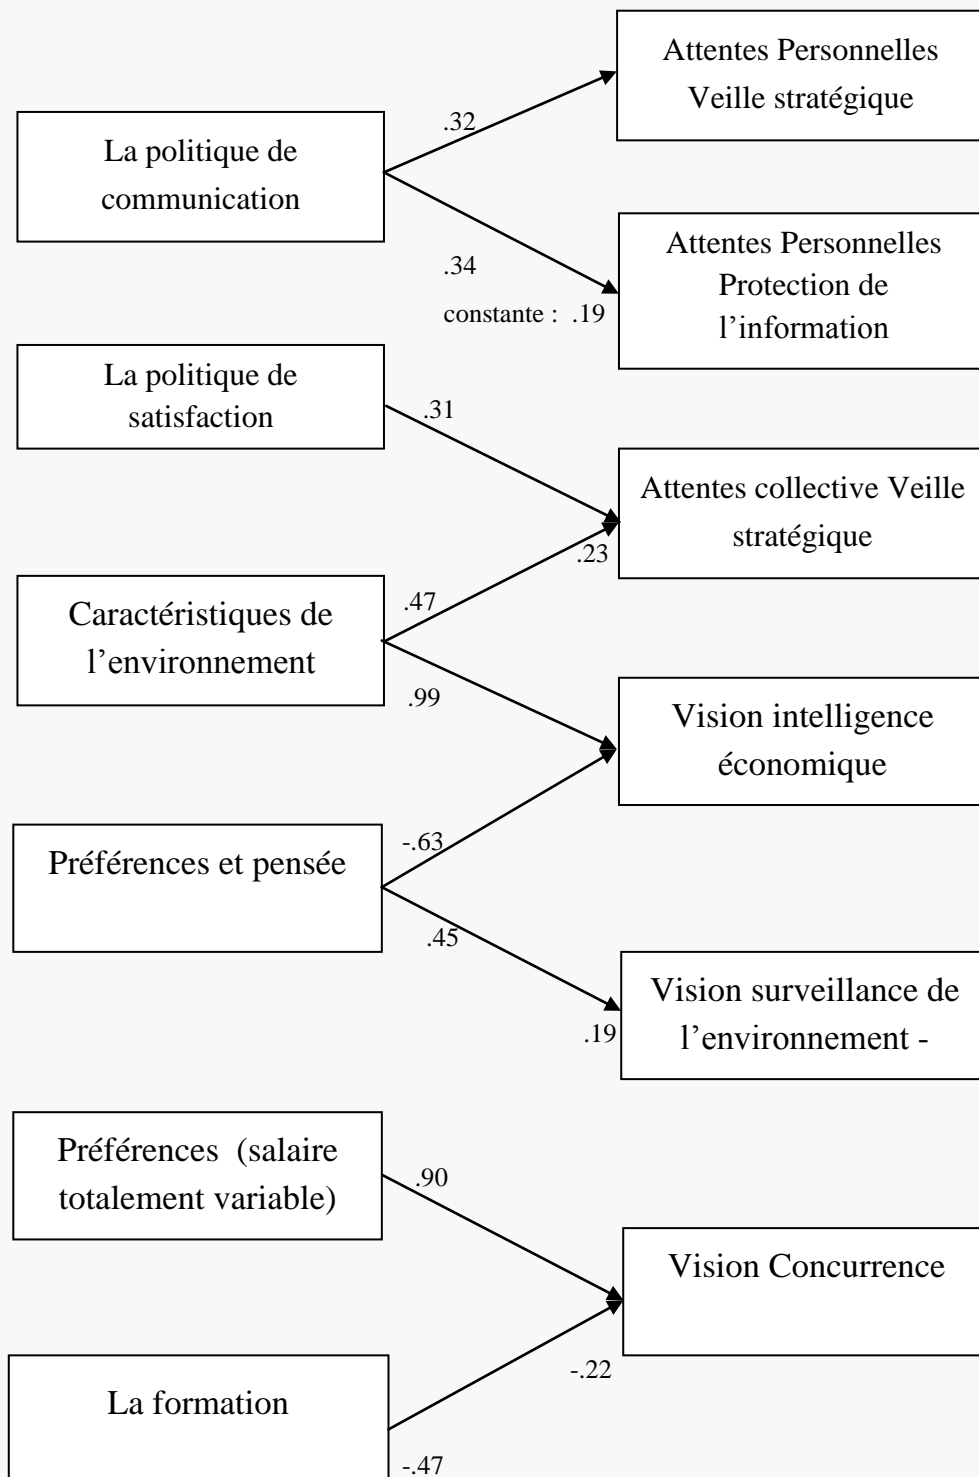 Attentes Personnelles
Veille stratégique
.32
La politique de
communication
Attentes Personnelles
Protection de
l’information
.34
constante : .19
La politique de
satisfaction
.31
Attentes collective Veille
stratégique
.23
Caractéristiques de
l’environnement
.47
.99
Vision intelligence
économique
Préférences et pensée
-.63
.45
Vision surveillance de
l’environnement -
.19
Préférences (salaire
totalement variable)
.90
Vision Concurrence
-.22
La formation
-.47